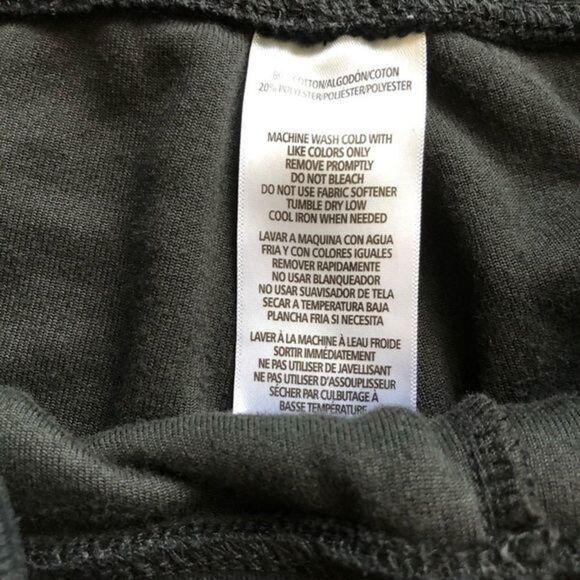 COTTON/ALGODÓN/COTON
20% POLYESTER/POLIÉSTER/POLYESTER
MACHINE WASH COLD WITH
LIKE COLORS ONLY
REMOVE PROMPTLY
DO NOT BLEACH
DO NOT USE FABRIC SOFTENER
TUMBLE DRY LOW
COOL IRON WHEN NEEDED
LAVAR A MAQUINA CON AGUA
FRIA Y CON COLORES IGUALES
REMOVER RAPIDAMENTE
NO USAR BLANQUEADOR
NO USAR SUAVISADOR DE TELA
SECAR A TEMPERATURA BAJA
PLANCHA FRIA SI NECESITA
LAVER À LA MACHINE À LEAU FROIDE
SORTIR IMMÉDIATEMENT
NE PAS UTILISER DE JAVELLISANT
NE PAS UTILISER D'ASSOUPLISSEUR
SÉCHER PAR CULBUTAGE À
BASSE TEMPÉRATURE